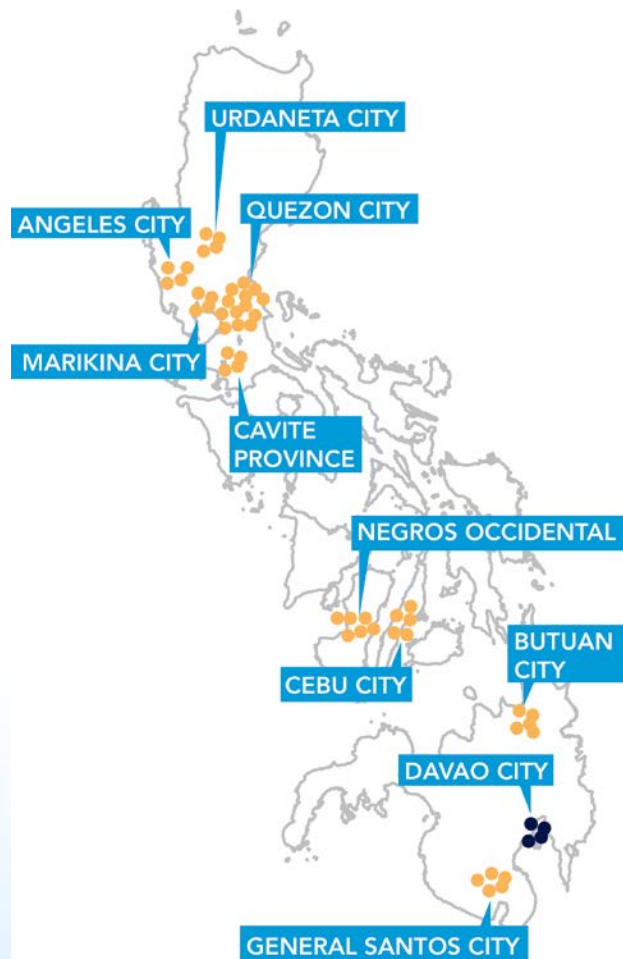 URDANETA CITY
ANGELES CITY
QUEZON CITY
MARIKINA CITY
CAVITE
PROVINCE
NEGROS OCCIDENTAL
CEBU CITY
BUTUAN
CITY
DAVAO CITY
GENERAL SANTOS CITY